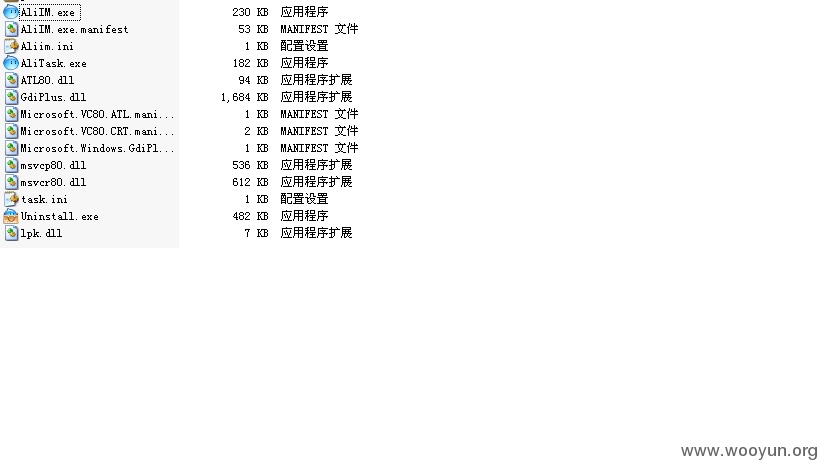 AliIM.exe 230 KB 应用程序
AliIM.exe.manifest 53 KB MANIFEST 文件
Aliim.ini 1 KB 配置设置
AliTask.exe 182 KB 应用程序
ATL80.dll 94 KB 应用程序扩展
GdiPlus.dll 1,684 KB 应用程序扩展
Microsoft.VC80.ATL.mani... 1 KB MANIFEST 文件
Microsoft.VC80.CRT.mani... 2 KB MANIFEST 文件
Microsoft.Windows.GdiPl... 1 KB MANIFEST 文件
msvcp80.dll 536 KB 应用程序扩展
msvcr80.dll 612 KB 应用程序扩展
task.ini 1 KB 配置设置
Uninstall.exe 482 KB 应用程序
lpk.dll 7 KB 应用程序扩展
www.wooyun.org